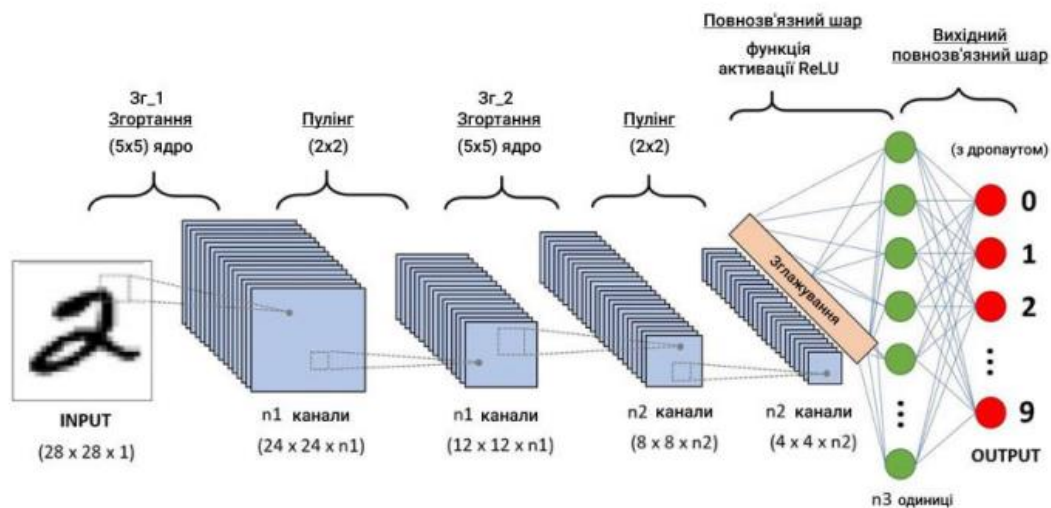 Повнозв'язний шар
функція
активації ReLU
Вихідний
повнозв'язний шар
Зг_1
Згортання
(5x5) ядро
Пулінг
(2x2)
Зг_2
Згортання
(5x5) ядро
Пулінг
(2x2)
(з дропаутом)
0
1
2
9
OUTPUT
Зглажування
INPUT
(28 x 28 x 1)
n1 канали
(24 x 24 x n1)
n1 канали
(12 x 12 x n1)
n2 канали
(8 x 8 x n2)
n2 канали
(4 x 4 x n2)
n3 одиниці
2